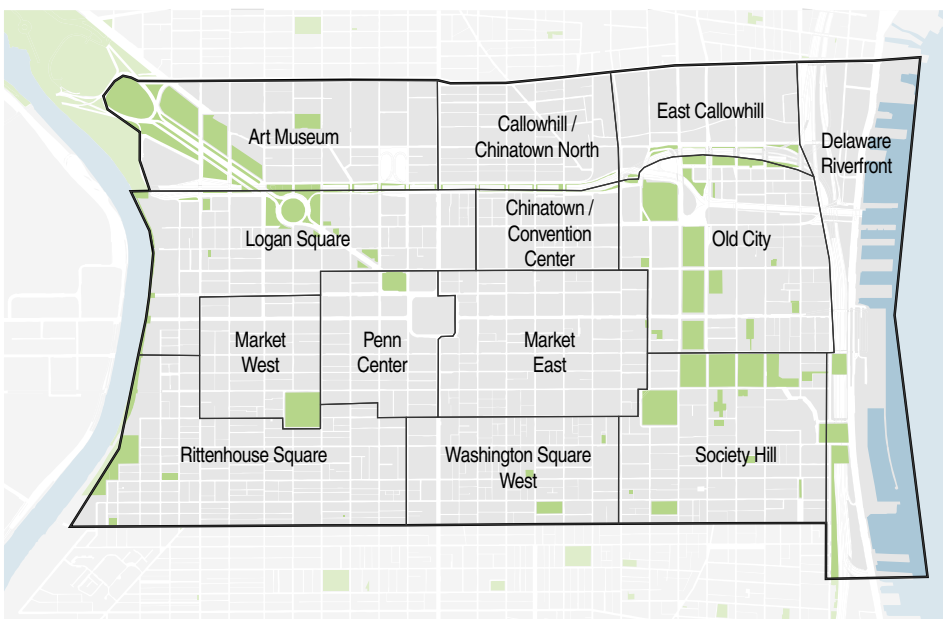 Art Museum
Callowhill /
Chinatown North
East Callowhill
Delaware
Riverfront
Logan Square
Chinatown /
Convention
Center
Old City
Market
West
Penn
Center
Market
East
Rittenhouse Square
Washington Square
West
Society Hill